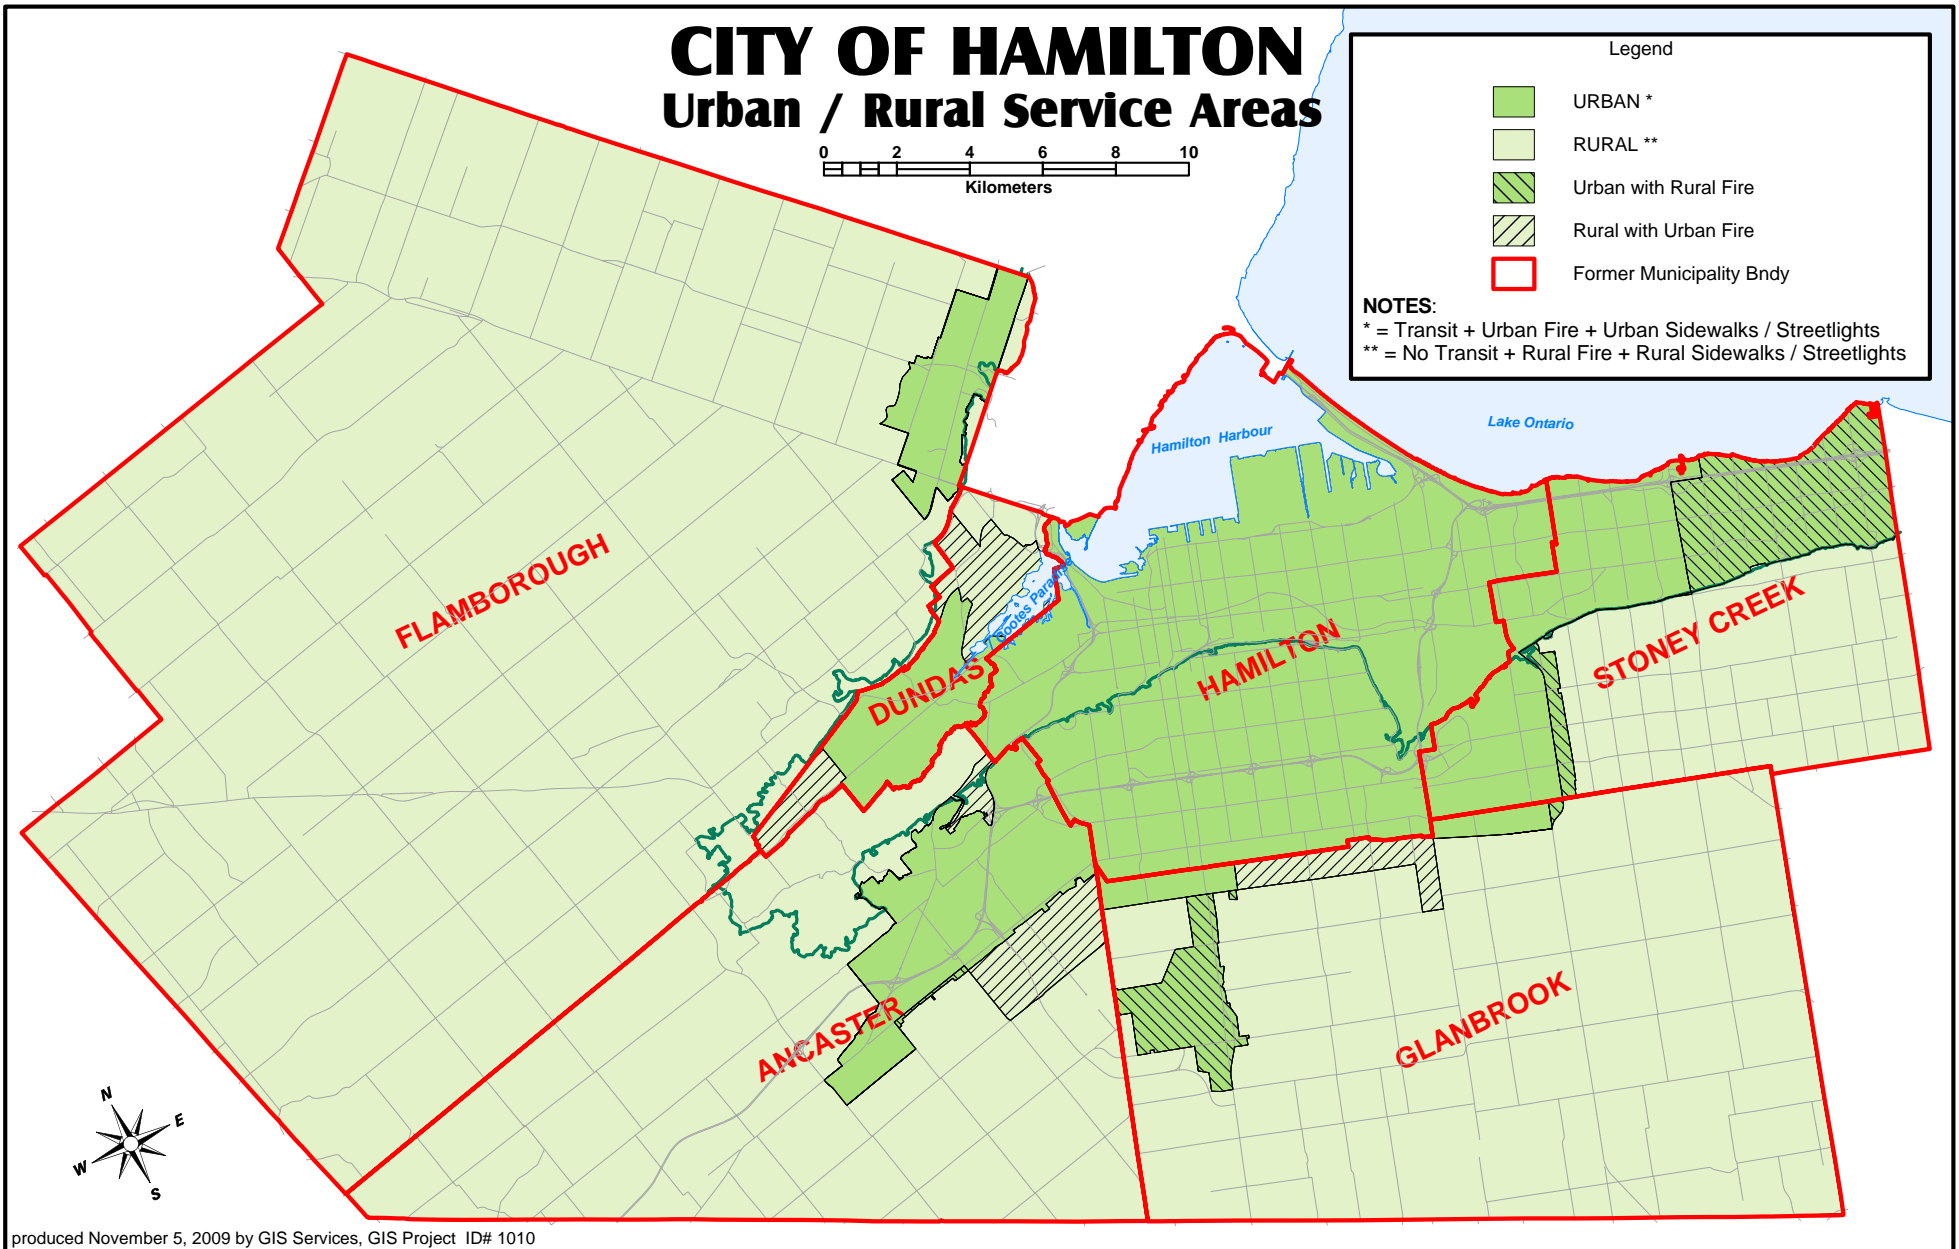 CITY OF HAMILTON
Urban / Rural Service Areas
0 2 4 6 8 10
Kilometers
Legend
URBAN *
RURAL **
Urban with Rural Fire
Rural with Urban Fire
Former Municipality Bndy
NOTES:
* = Transit + Urban Fire + Urban Sidewalks / Streetlights
** = No Transit + Rural Fire + Rural Sidewalks / Streetlights
Lake Ontario
Hamilton Harbour
Cootes Paradise
FLAMBOROUGH
DUNDAS
HAMILTON
STONEY CREEK
ANCASTER
GLANBROOK
N
E
W
S
produced November 5, 2009 by GIS Services, GIS Project ID# 1010